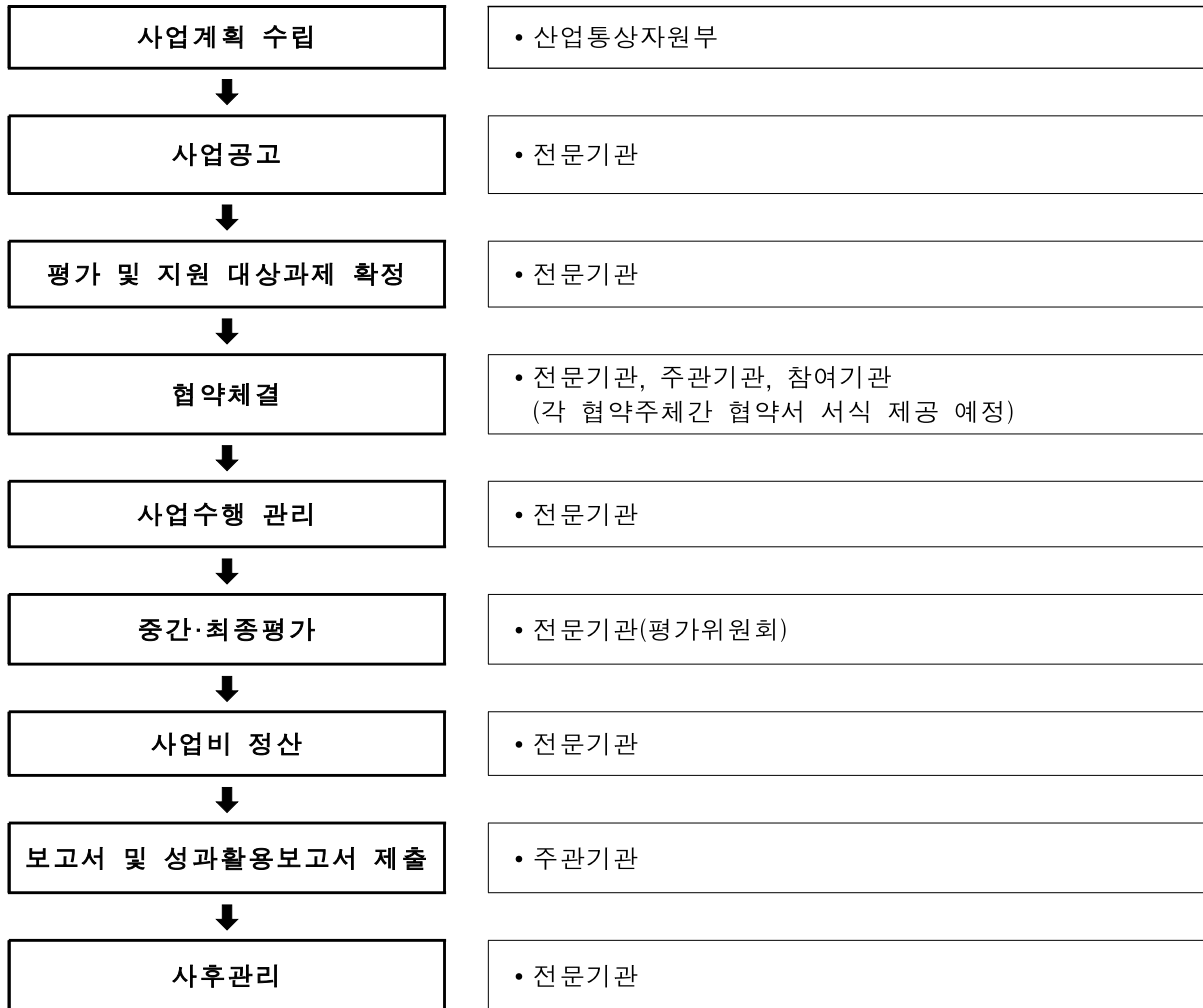 사업계획 수립
• 산업통상자원부
사업공고
• 전문기관
평가 및 지원 대상과제 확정
• 전문기관
협약체결
• 전문기관, 주관기관, 참여기관
(각 협약주체간 협약서 서식 제공 예정)
사업수행 관리
• 전문기관
중간·최종평가
• 전문기관(평가위원회)
사업비 정산
• 전문기관
보고서 및 성과활용보고서 제출
• 주관기관
사후관리
• 전문기관